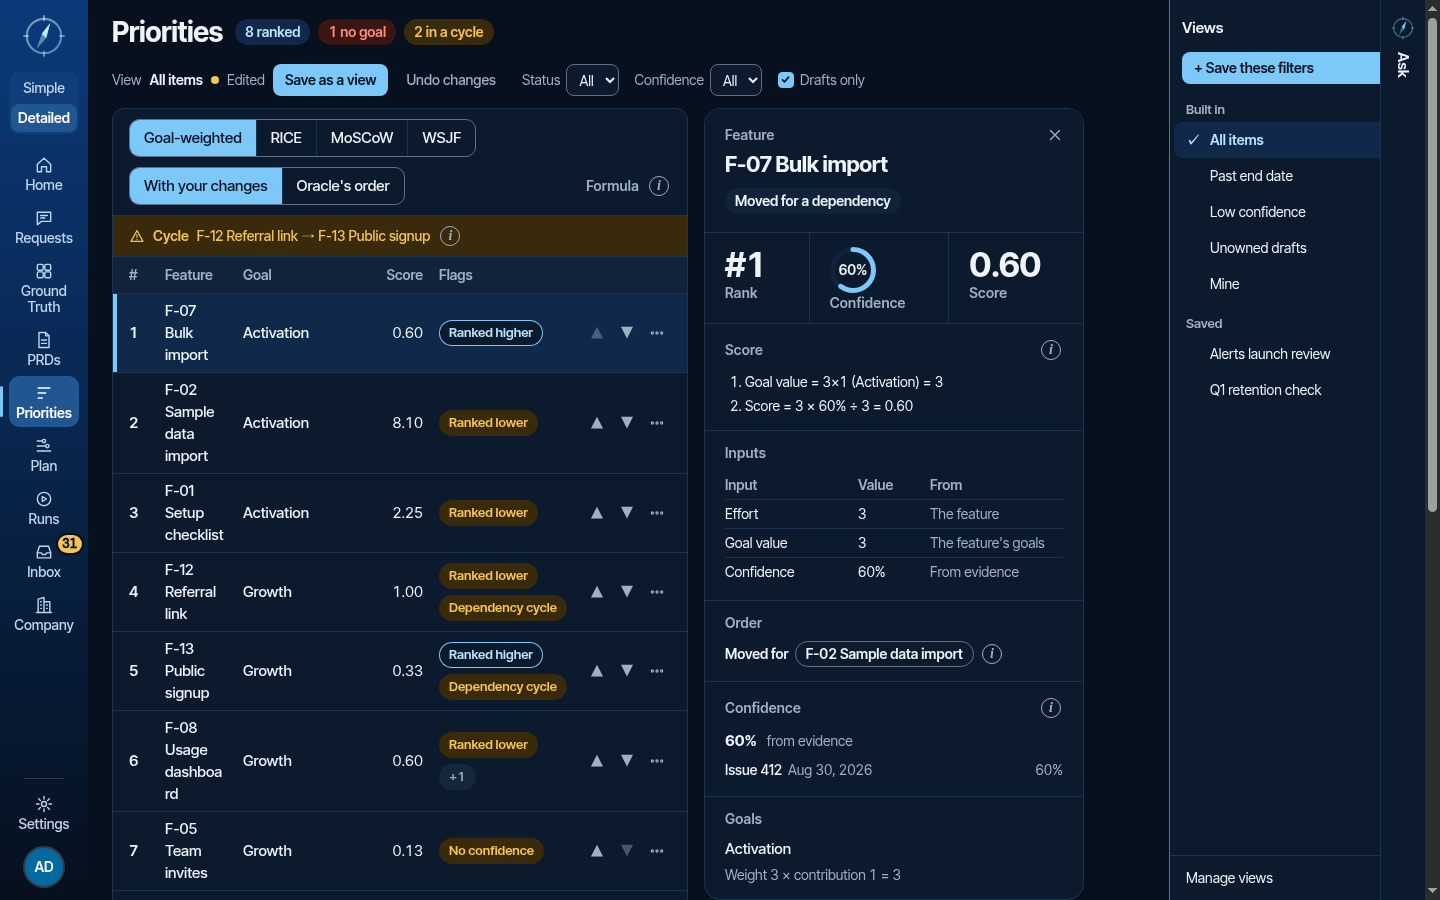 Simple
Detailed
Home
Requests
Ground
Truth
PRDs
Priorities
Plan
Runs
31
Inbox
Company
Settings
AD
Priorities
8 ranked
1 no goal
2 in a cycle
View All items Edited Save as a view Undo changes Status All Confidence All Drafts only
Goal-weighted RICE MoSCoW WSJF
With your changes Oracle's order Formula i
Cycle F-12 Referral link → F-13 Public signup i
# Feature Goal Score Flags
1 F-07 Bulk import Activation 0.60 Ranked higher
2 F-02 Sample data import Activation 8.10 Ranked lower
3 F-01 Setup checklist Activation 2.25 Ranked lower
4 F-12 Referral link Growth 1.00 Ranked lower Dependency cycle
5 F-13 Public signup Growth 0.33 Ranked higher Dependency cycle
6 F-08 Usage dashboard Growth 0.60 Ranked lower +1
7 F-05 Team invites Growth 0.13 No confidence
Feature
F-07 Bulk import
Moved for a dependency
#1 60% 0.60
Rank Confidence Score
Score i
1. Goal value = 3×1 (Activation) = 3
2. Score = 3 × 60% ÷ 3 = 0.60
Inputs
Input Value From
Effort 3 The feature
Goal value 3 The feature's goals
Confidence 60% From evidence
Order
Moved for F-02 Sample data import i
Confidence i
60% from evidence
Issue 412 Aug 30, 2026 60%
Goals
Activation
Weight 3 × contribution 1 = 3
Views
+ Save these filters
Built in
✓ All items
Past end date
Low confidence
Unowned drafts
Mine
Saved
Alerts launch review
Q1 retention check
Manage views
Ask